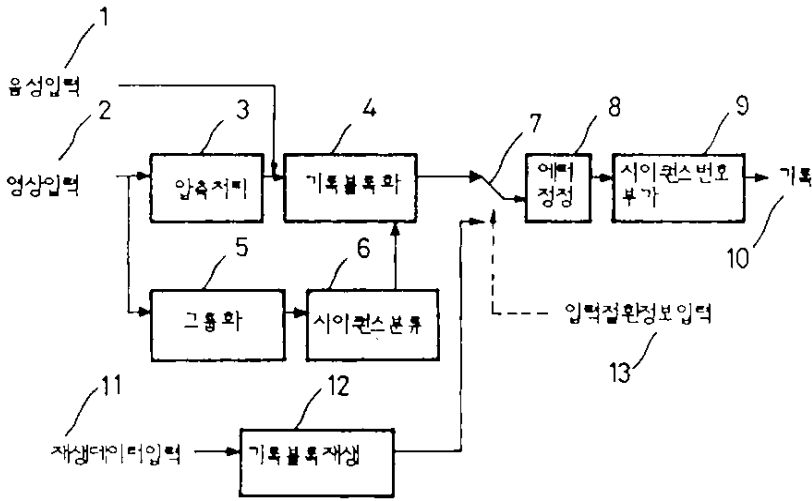 1
음성입력
2
영상입력
3
압축처리
4
기록블록화
7
8
에러
정정
9
시이퀀스번호
부가
기록
10
5
그룹화
6
시이퀀스분류
입력절환정보입력
13
11
재생데이터입력
12
기록블록재생